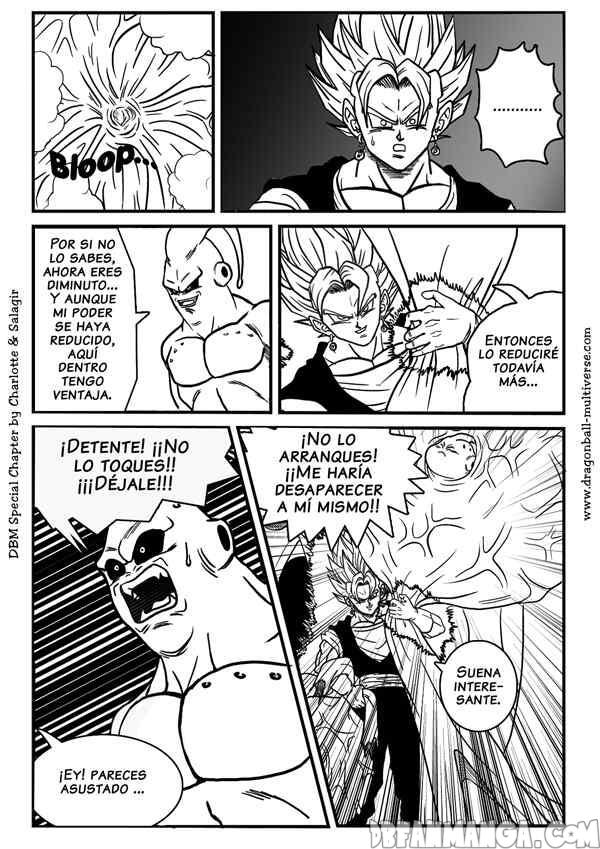 Bloop...
...........
POR SI NO
LO SABES,
AHORA ERES
DIMINUTO...
Y AUNQUE
MI PODER
SE HAYA
REDUCIDO,
AQUÍ
DENTRO
TENGO
VENTAJA.
ENTONCES
LO REDUCIRÉ
TODAVÍA
MÁS...
¡DETENTE! ¡¡NO
LO TOQUES!!
¡¡¡DÉJALE!!!
¡EY! PARECES
ASUSTADO ...
¡NO LO
ARRANQUES!
¡¡ME HARÍA
DESAPARECER
A MÍ MISMO!!
SUENA
INTERE-
SANTE.
DBM Special Chapter by Charlotte & Salagir
www.dragonball-multiverse.com
DBFANMANGA.COM